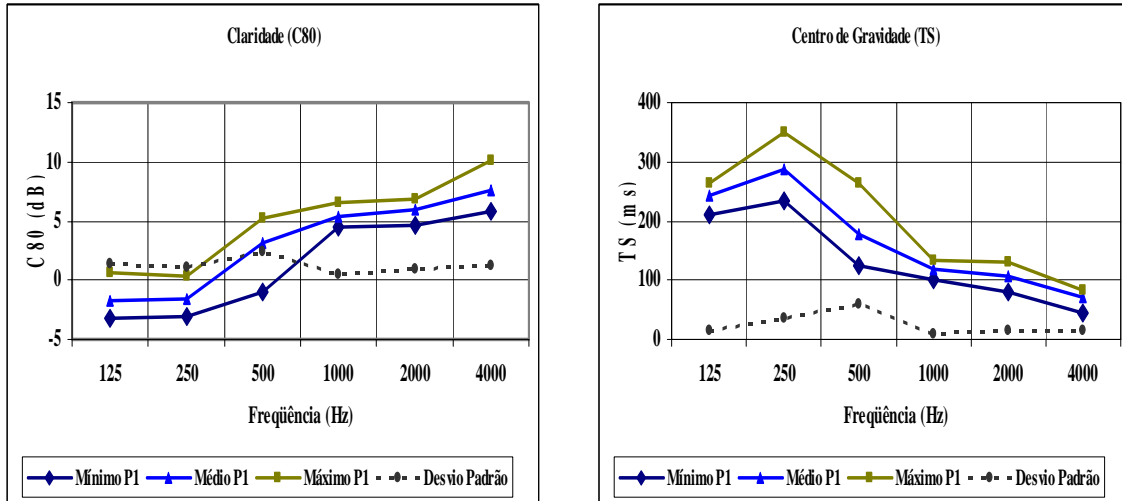 Claridade (C80)
15
10
5
0
-5
C 8 0 ( d B )
125 250 500 1000 2000 4000
Freqüência (Hz)
Mínimo P1 Médio P1 Máximo P1 Desvio Padrão
Centro de Gravidade (TS)
400
300
200
100
0
T S ( m s )
125 250 500 1000 2000 4000
Freqüência (Hz)
Mínimo P1 Médio P1 Máximo P1 Desvio Padrão